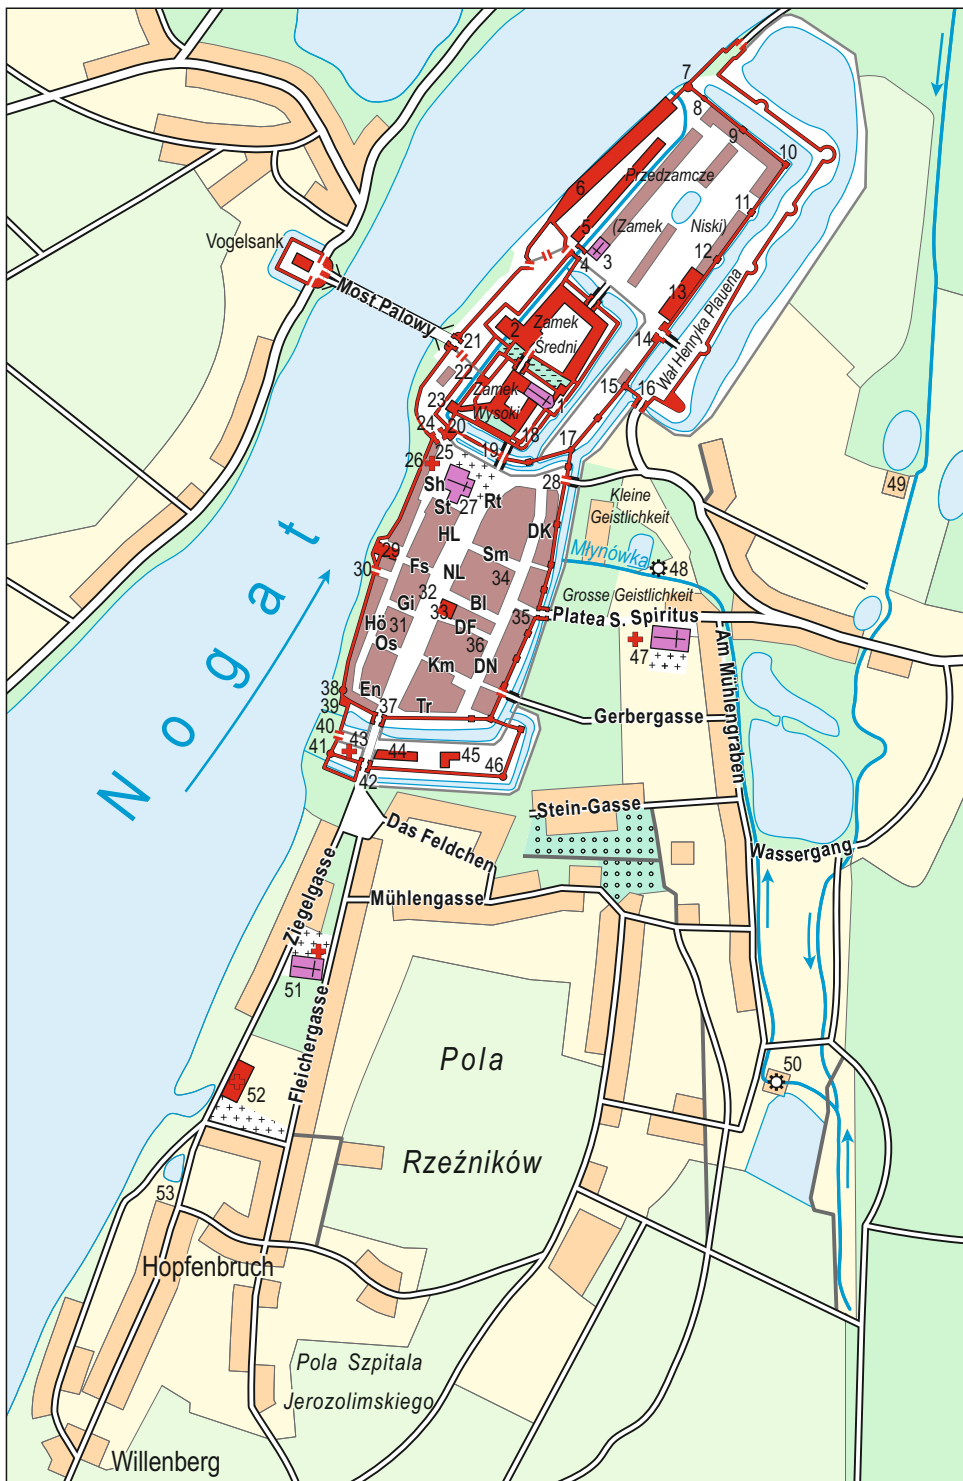 7
8
9
10
6
Przedzamcze
11
5
(Zamek Niski)
Vogelsank
4
3
12
Most Palowy
13
2
Zamek
Średni
Wał Henryka Plauena
21
14
22
Zamek
Wysoki
15
16
1
23
24
20
18
17
25
19
26
Sh
27
Rt
28
St
Kleine
Geistlichkeit
49
HL
DK
29
Sm
Młynówka
30
Fs
NL
34
48
32
Grosse Geistlichkeit
Gi
33
Bl
35
Platea S. Spiritus
Hö
31
DF
Os
36
47
Km
DN
Am Mühlengraben
38
En
39
37
Tr
Gerbergasse
40
41
43
44
45
46
42
Nogat
Stein-Gasse
Das Feldchen
Wassergang
Ziegelgasse
Mühlengasse
51
Fleichergasse
Pola
Rzeźników
50
52
53
Hopfenbruch
Pola Szpitala
Jerozolimskiego
Willenberg